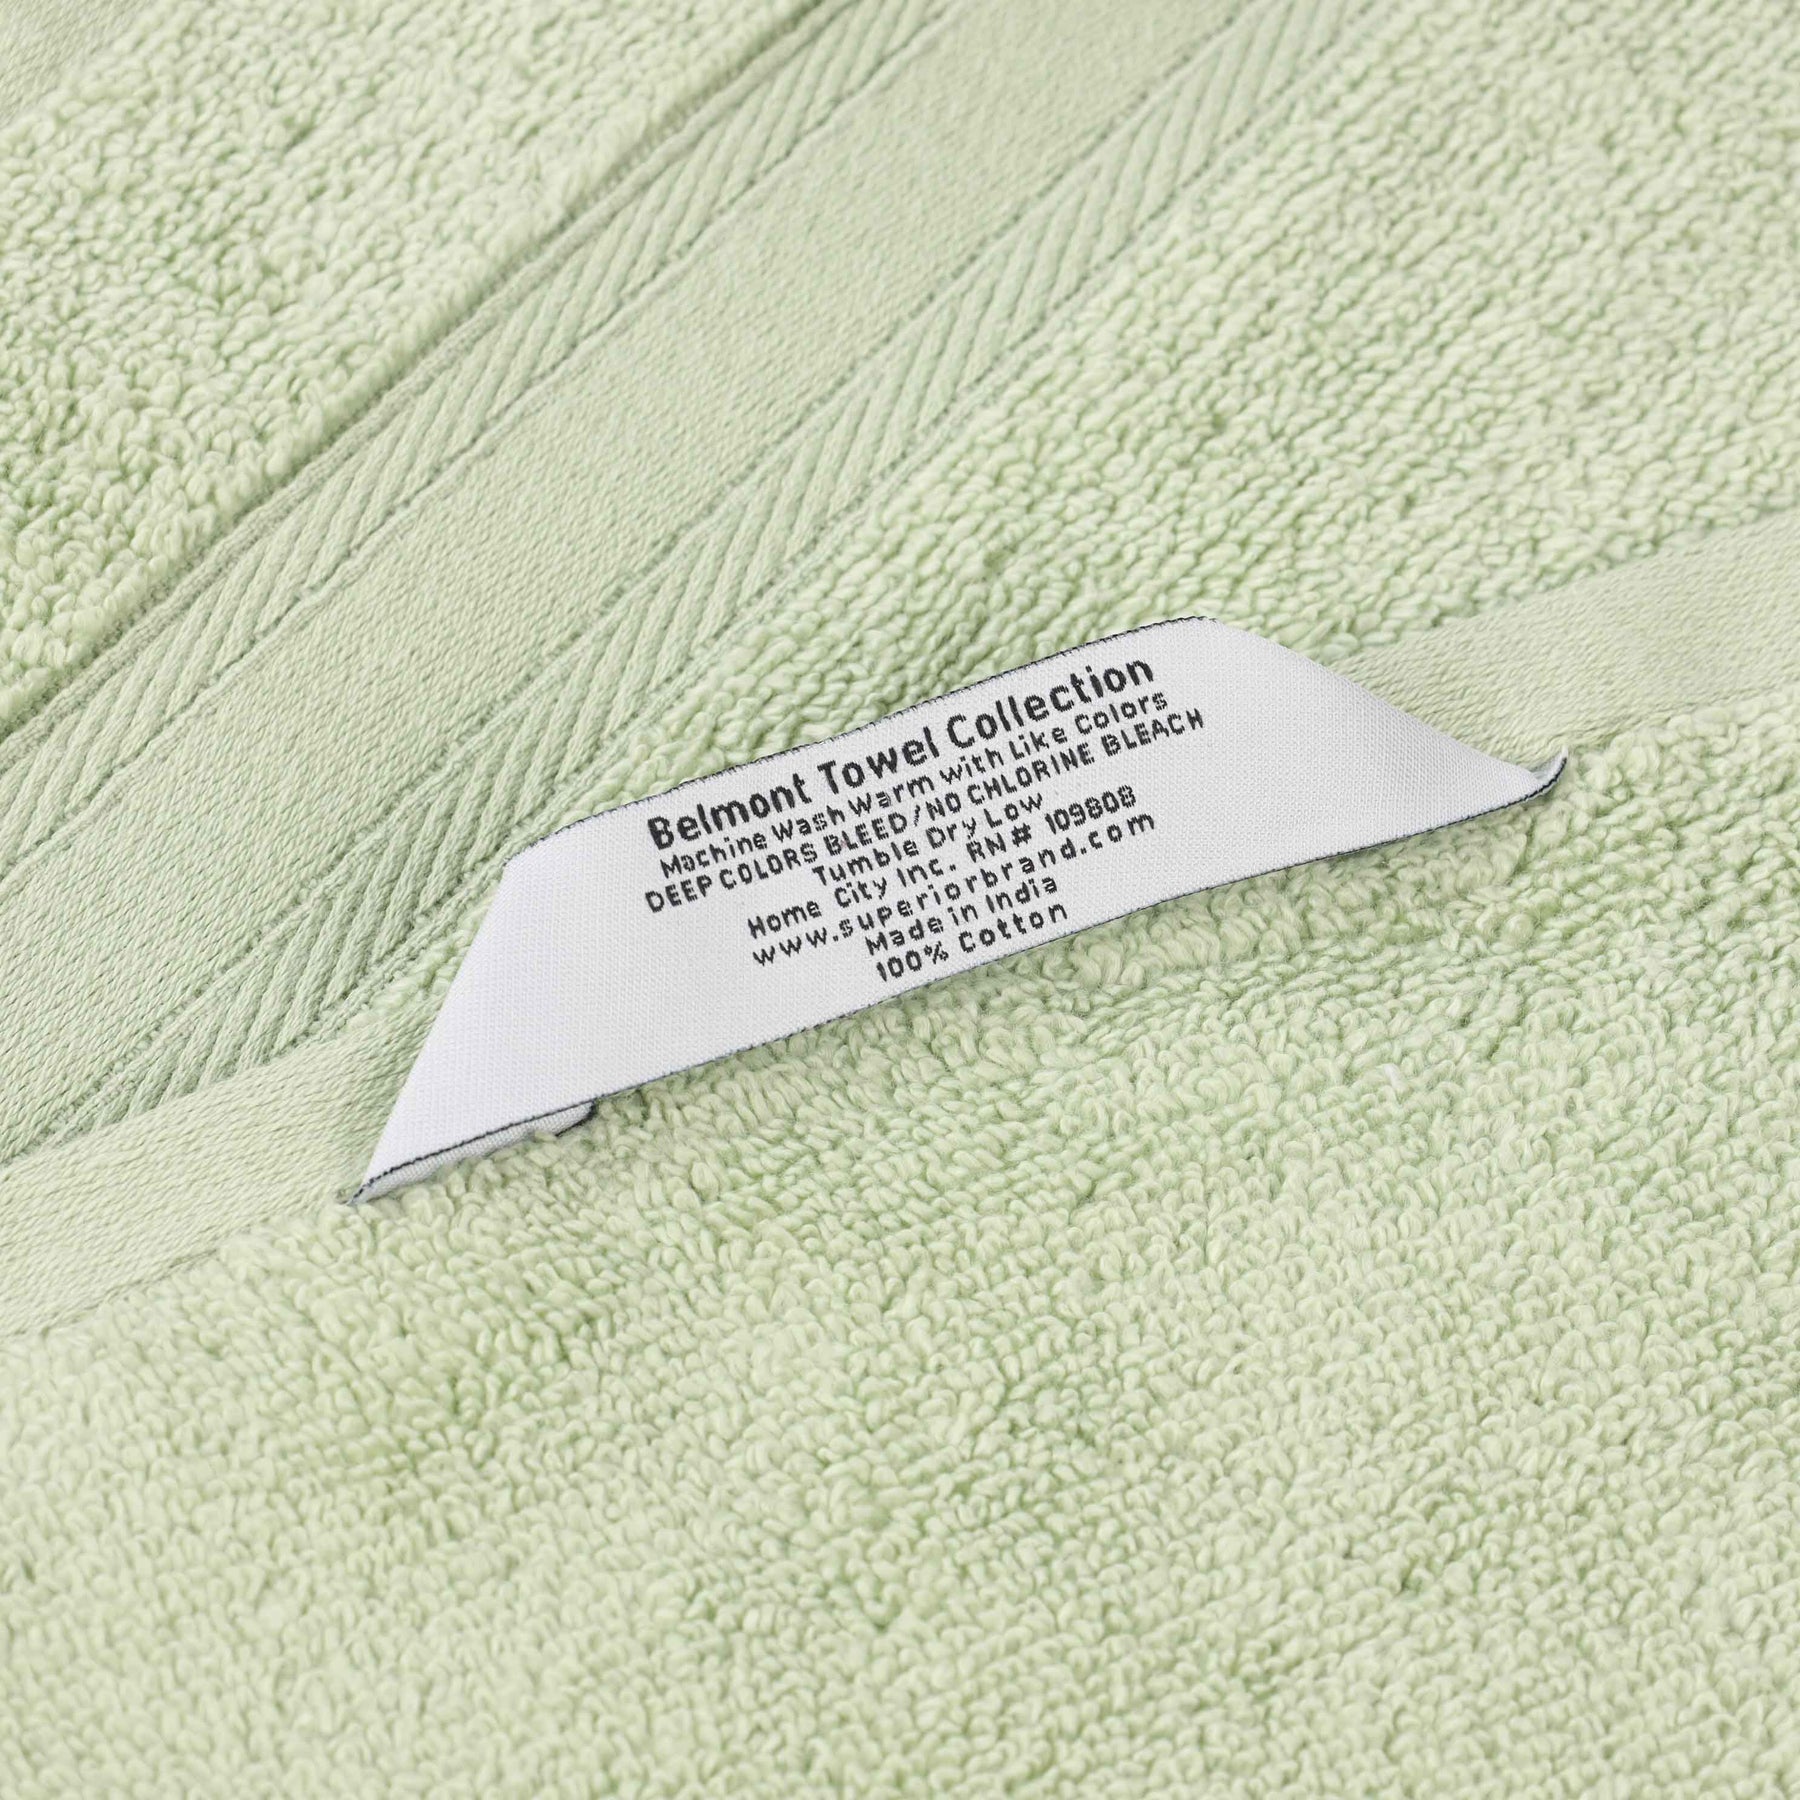 Belmont Towel Collection
Machine Wash Warm with Like Colors
DEEP COLORS BLEED/NO CHLORINE BLEACH
Tumble Dry Low
Home City Inc. RN# 109808
www.superiorbrand.com
Made in India
100% Cotton